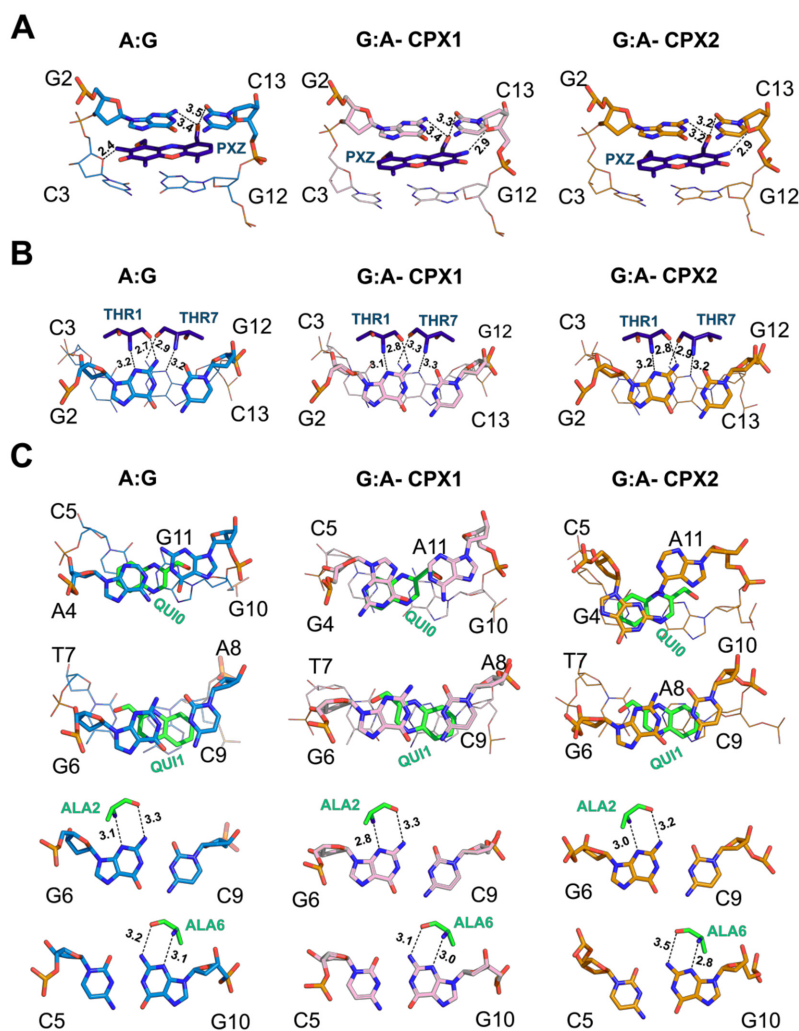 A
A:G
G:A- CPX1
G:A- CPX2
G2 C13 G2 C13 G2 C13
3.5 3.3 3.2
3.4 3.4 3.2
2.4 PXZ PXZ 2.9 PXZ 2.9
C3 G12 C3 G12 C3 G12
B
A:G
G:A- CPX1
G:A- CPX2
THR1 THR7 THR1 THR7 THR1 THR7
C3 G12 C3 G12 C3 G12
3.2 2.7 2.9 3.2 3.1 2.8 3.3 3.3 3.2 2.8 2.9 3.2
G2 C13 G2 C13 G2 C13
C
A:G
G:A- CPX1
G:A- CPX2
C5 G11 C5 A11 C5 A11
A4 QUI0 G10 G4 QUI0 G10 G4 QUI0 G10
T7 A8 T7 A8 T7 A8
G6 QUI1 C9 G6 QUI1 C9 G6 QUI1 C9
ALA2 ALA2 ALA2
3.1 3.3 2.8 3.3 3.0 3.2
G6 C9 G6 C9 G6 C9
ALA6 ALA6 ALA6
3.2 3.1 3.1 3.0 3.5 2.8
C5 G10 C5 G10 C5 G10